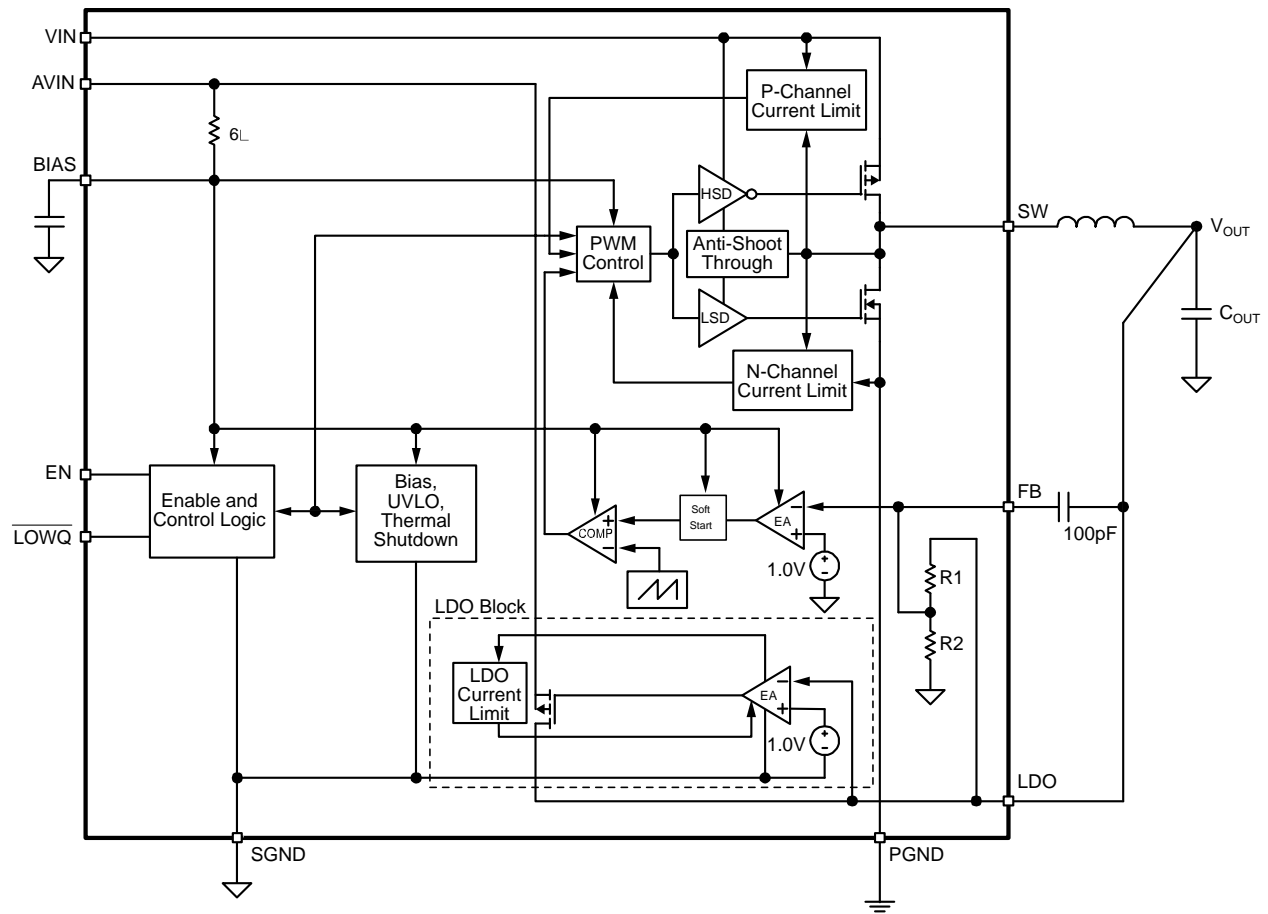 VIN
AVIN
P-Channel
Current Limit
BIAS
HSD
SW
VOUT
PWM
Control
Anti-Shoot
Through
LSD
COUT
N-Channel
Current Limit
EN
LOWQ
Enable and
Control Logic
Bias,
UVLO,
Thermal
Shutdown
COMP
+
−
Soft
Start
EA
−
+
1.0V
+
−
FB
100pF
R1
R2
LDO Block
LDO
Current
Limit
EA
−
+
1.0V
+
−
LDO
SGND
PGND